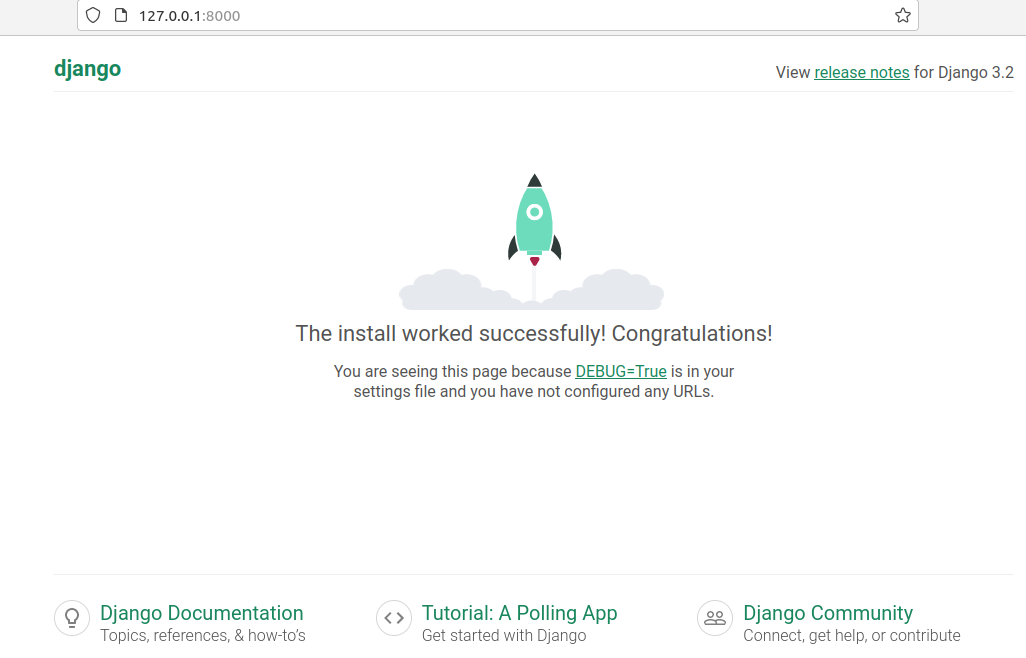 127.0.0.1:8000
django
View release notes for Django 3.2
The install worked successfully! Congratulations!
You are seeing this page because DEBUG=True is in your
settings file and you have not configured any URLs.
Django Documentation
Topics, references, & how-to’s
Tutorial: A Polling App
Get started with Django
Django Community
Connect, get help, or contribute